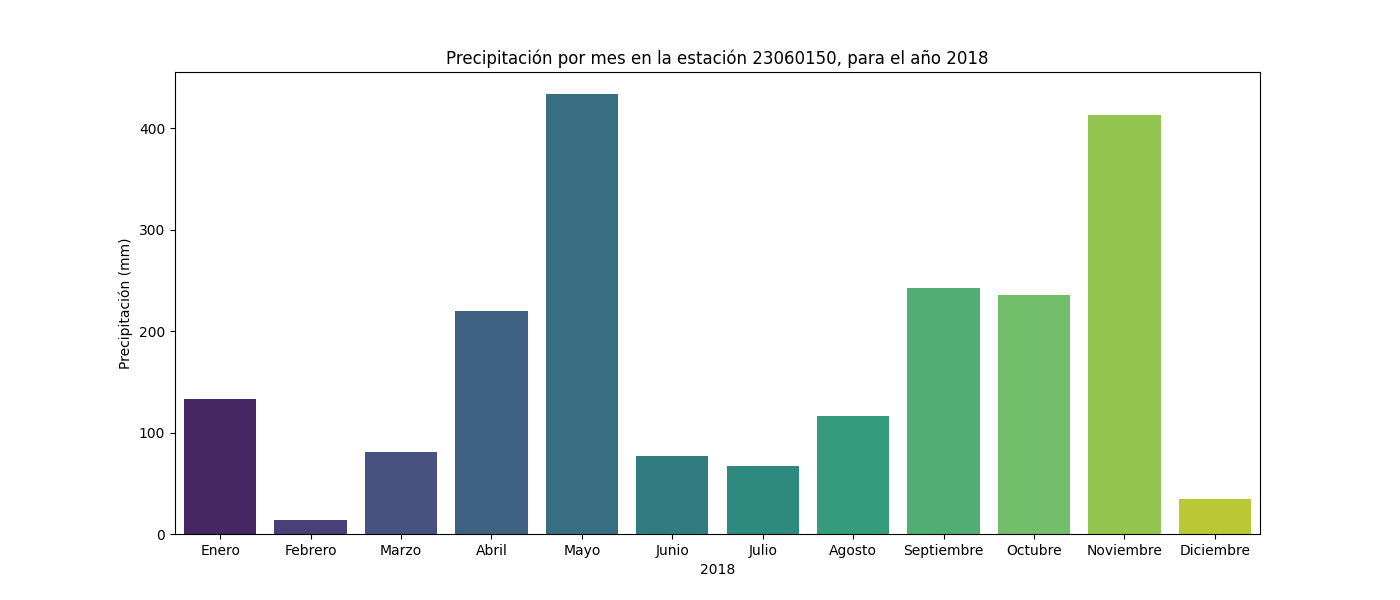 Precipitación por mes en la estación 23060150, para el año 2018
Precipitación (mm)
400
300
200
100
0
Enero Febrero Marzo Abril Mayo Junio Julio Agosto Septiembre Octubre Noviembre Diciembre
2018